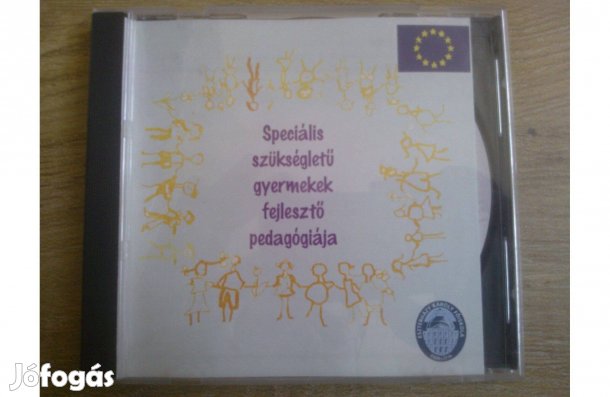 Speciális
szükségletű
gyermekek
fejlesztő
pedagógiája
Jófogás